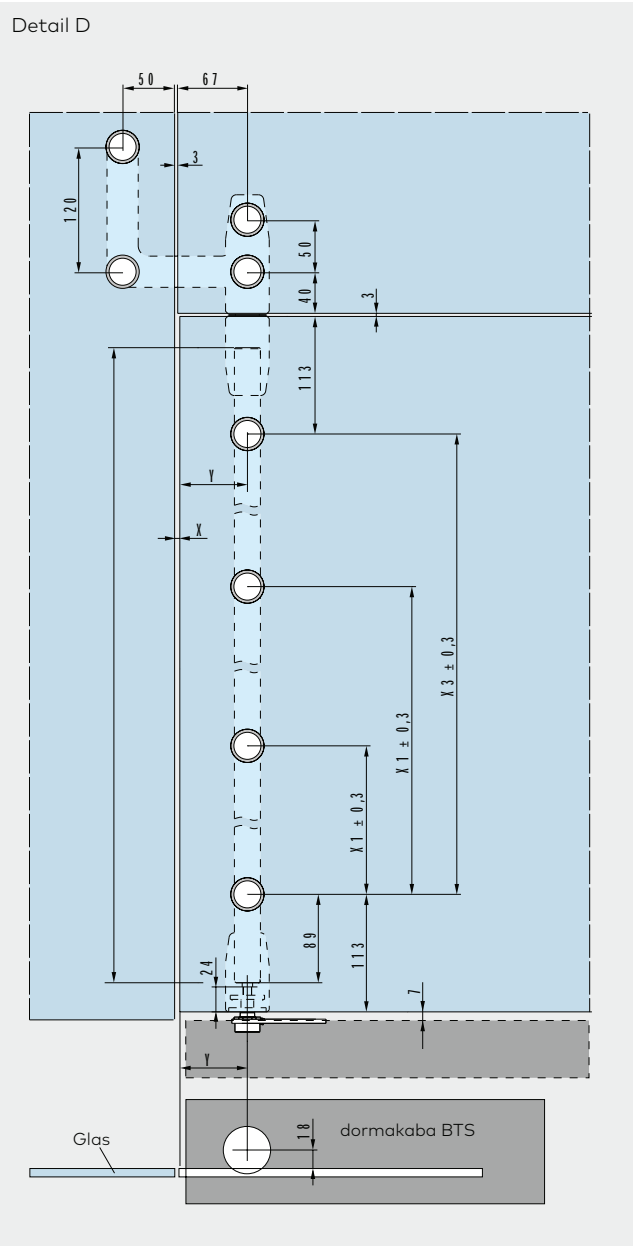 Detail D
50
67
3
120
50
40
3
113
Y
X
X3 ± 0,3
X1 ± 0,3
X1 ± 0,3
89
113
24
7
Y
18
dormakaba BTS
Glas